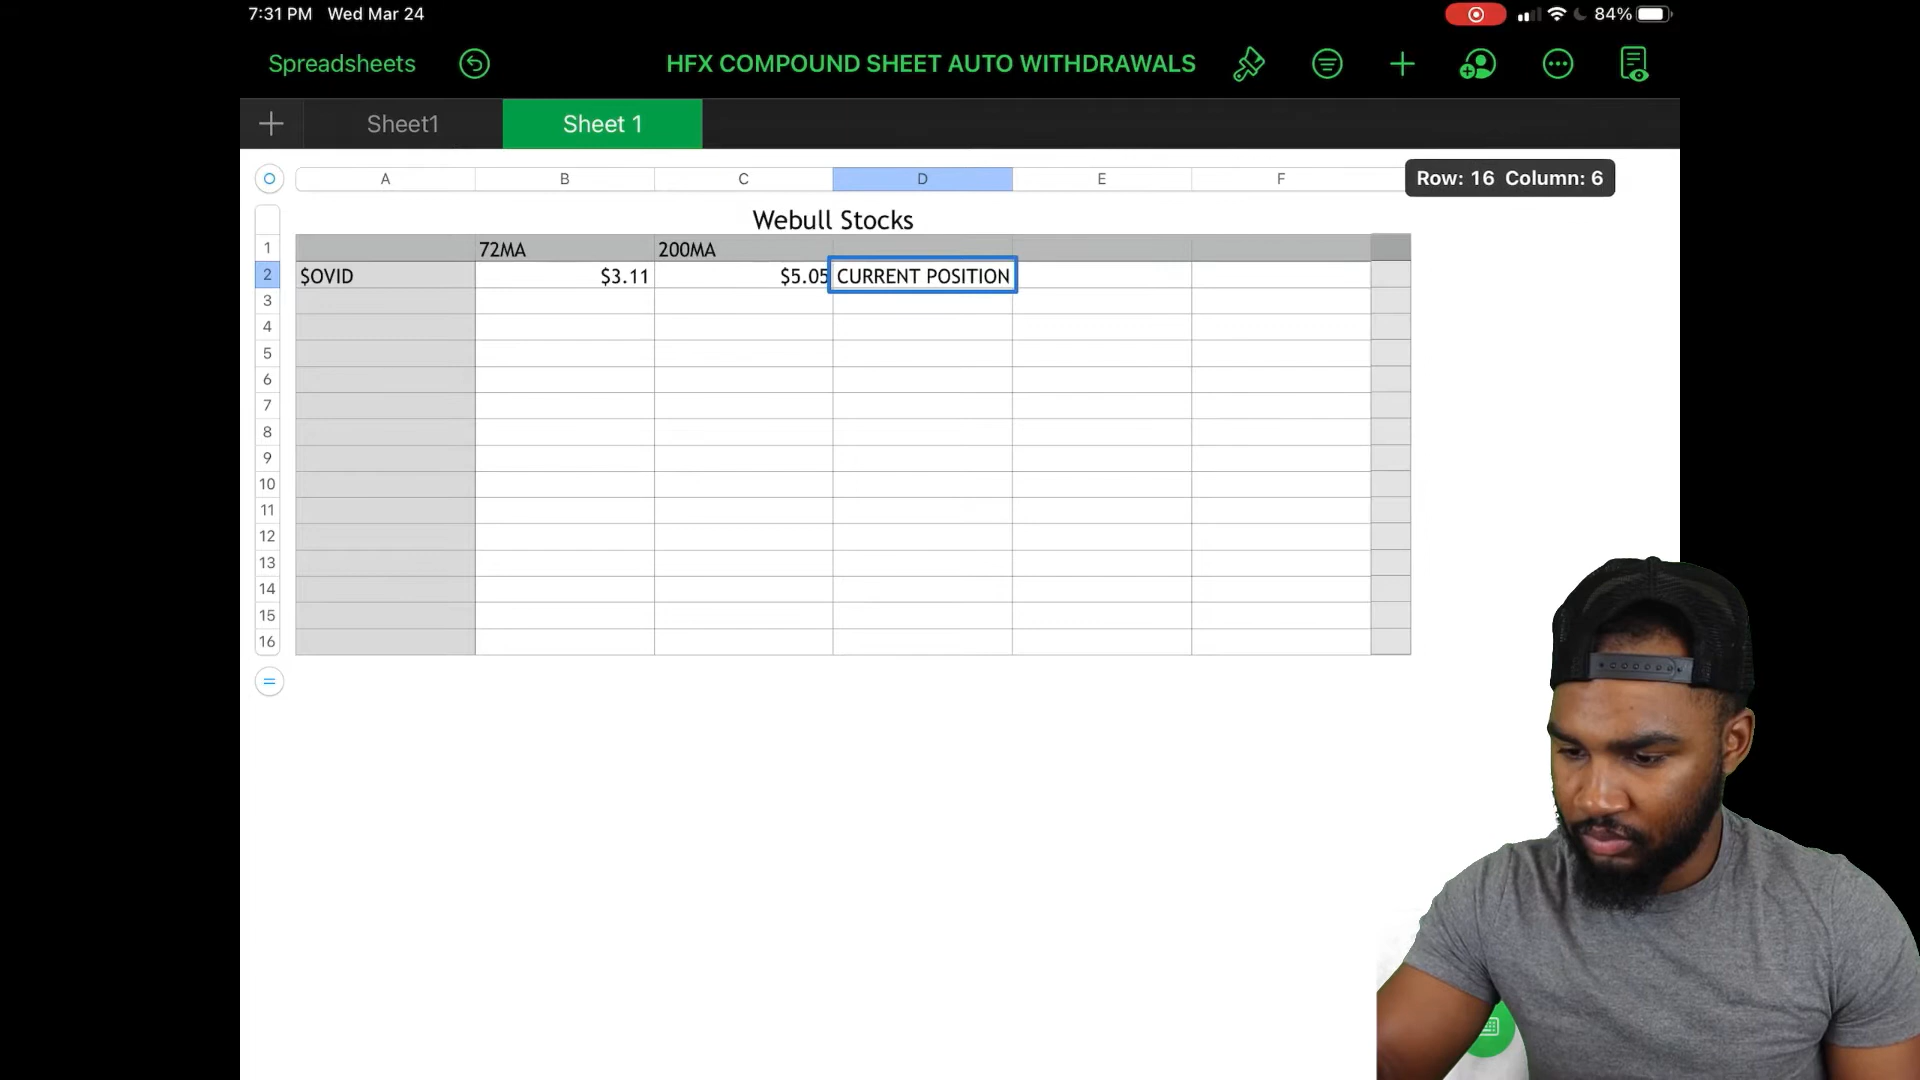 7:31 PM Wed Mar 24 84%
Spreadsheets HFX COMPOUND SHEET AUTO WITHDRAWALS
Sheet1 Sheet 1
A B C D E F Row: 16 Column: 6
Webull Stocks
1 72MA 200MA
2 $OVID $3.11 $5.05 CURRENT POSITION
3
4
5
6
7
8
9
10
11
12
13
14
15
16